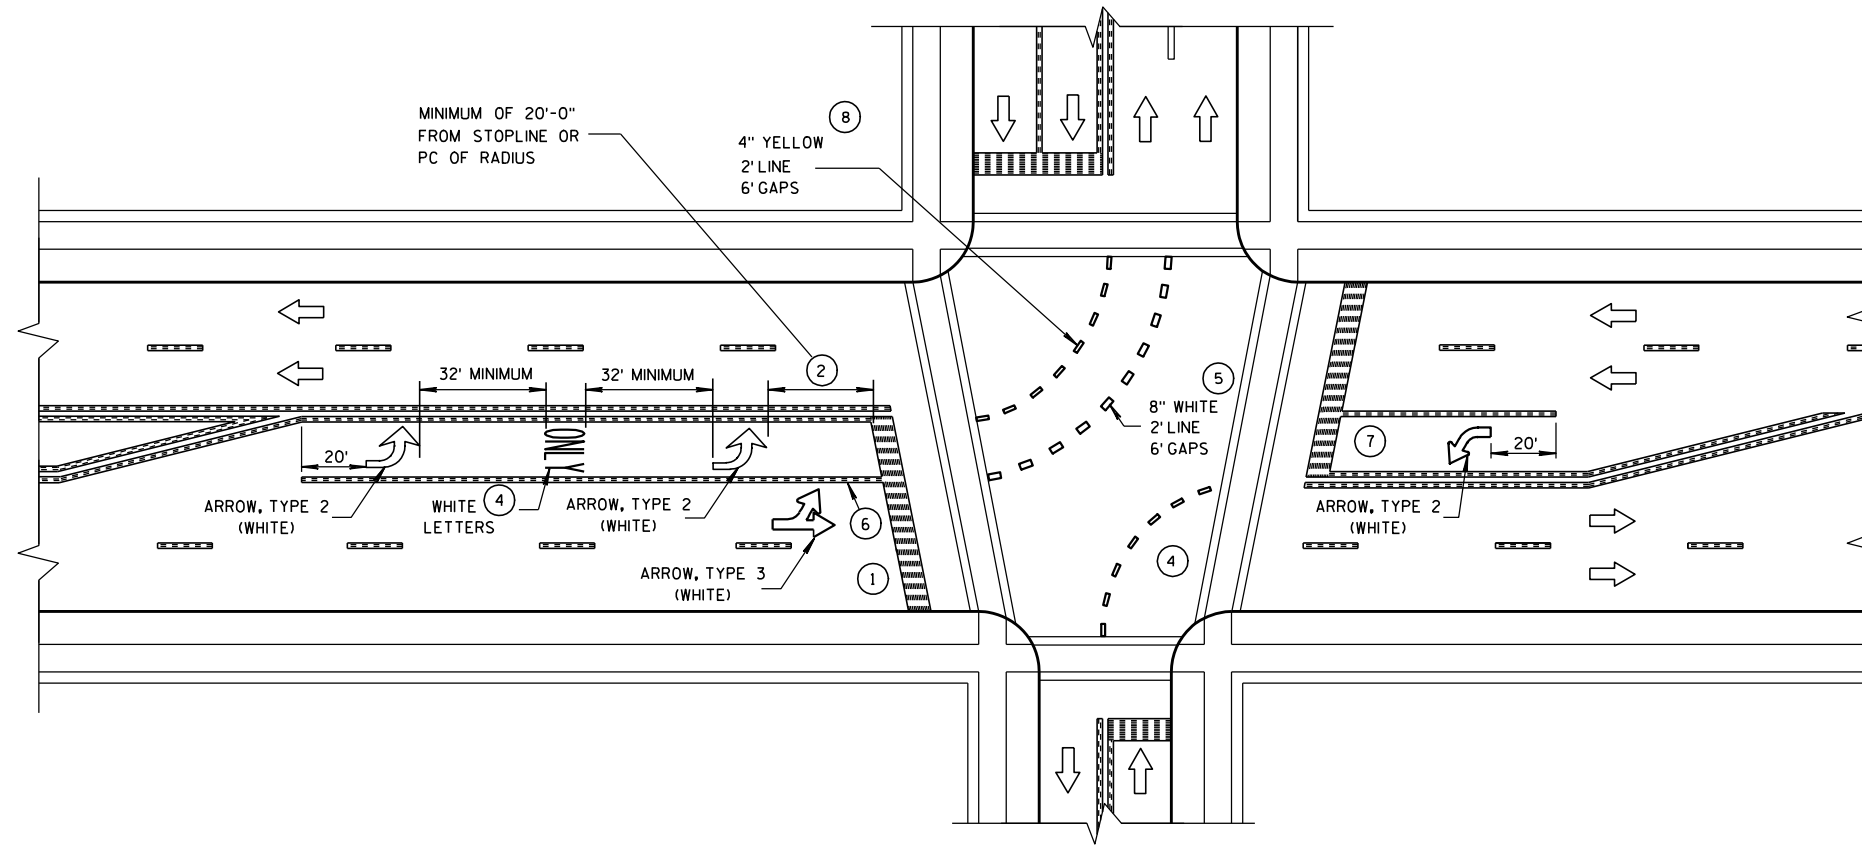 MINIMUM OF 20'-0"
FROM STOPLINE OR
PC OF RADIUS
8
4" YELLOW
2' LINE
6' GAPS
2
32' MINIMUM
32' MINIMUM
5
8" WHITE
2' LINE
6' GAPS
ONLY
20'
7
20'
ARROW, TYPE 2
(WHITE)
WHITE
LETTERS
4
ARROW, TYPE 2
(WHITE)
6
ARROW, TYPE 2
(WHITE)
ARROW, TYPE 3
(WHITE)
1
4